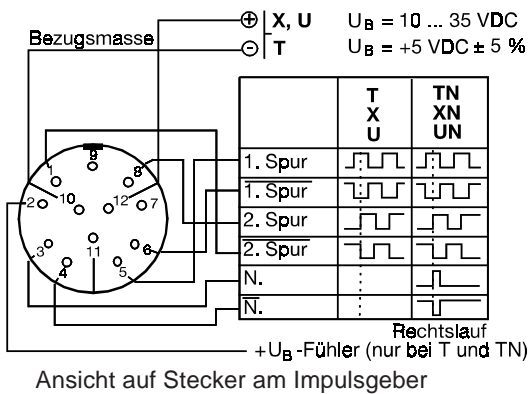 ⊕ X, U U_B = 10 ... 35 VDC
Bezugsmasse
⊖ T U_B = +5 VDC ± 5 %
T
X
U
TN
XN
UN
1. Spur
1. Spur
2. Spur
2. Spur
N.
N.
9
1 8
10 12
2 7
3 11 6
4 5
Rechtslauf
+U_B-Fühler (nur bei T und TN)
Ansicht auf Stecker am Impulsgeber